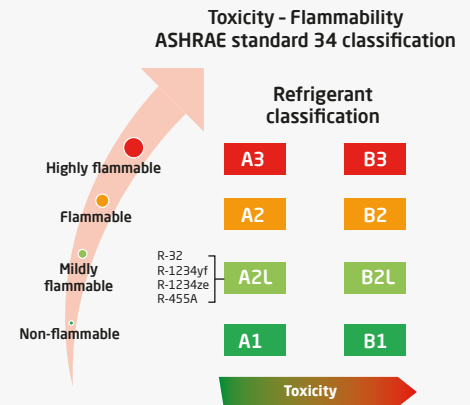 Toxicity – Flammability
ASHRAE standard 34 classification
Refrigerant
classification
Highly flammable
A3
B3
Flammable
A2
B2
Mildly
flammable
R-32
R-1234yf
R-1234ze
R-455A
A2L
B2L
Non-flammable
A1
B1
Toxicity